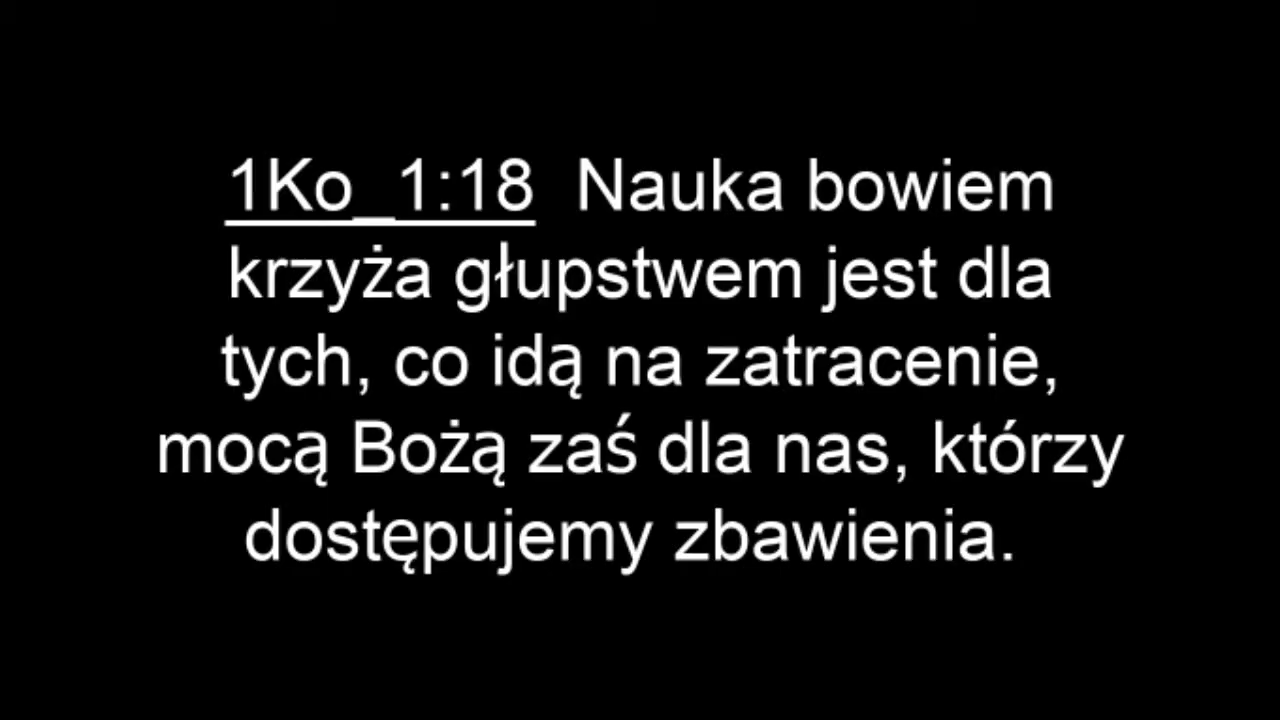 1Ko_1:18  Nauka bowiem
krzyża głupstwem jest dla
tych, co idą na zatracenie,
mocą Bożą zaś dla nas, którzy
dostępujemy zbawienia.